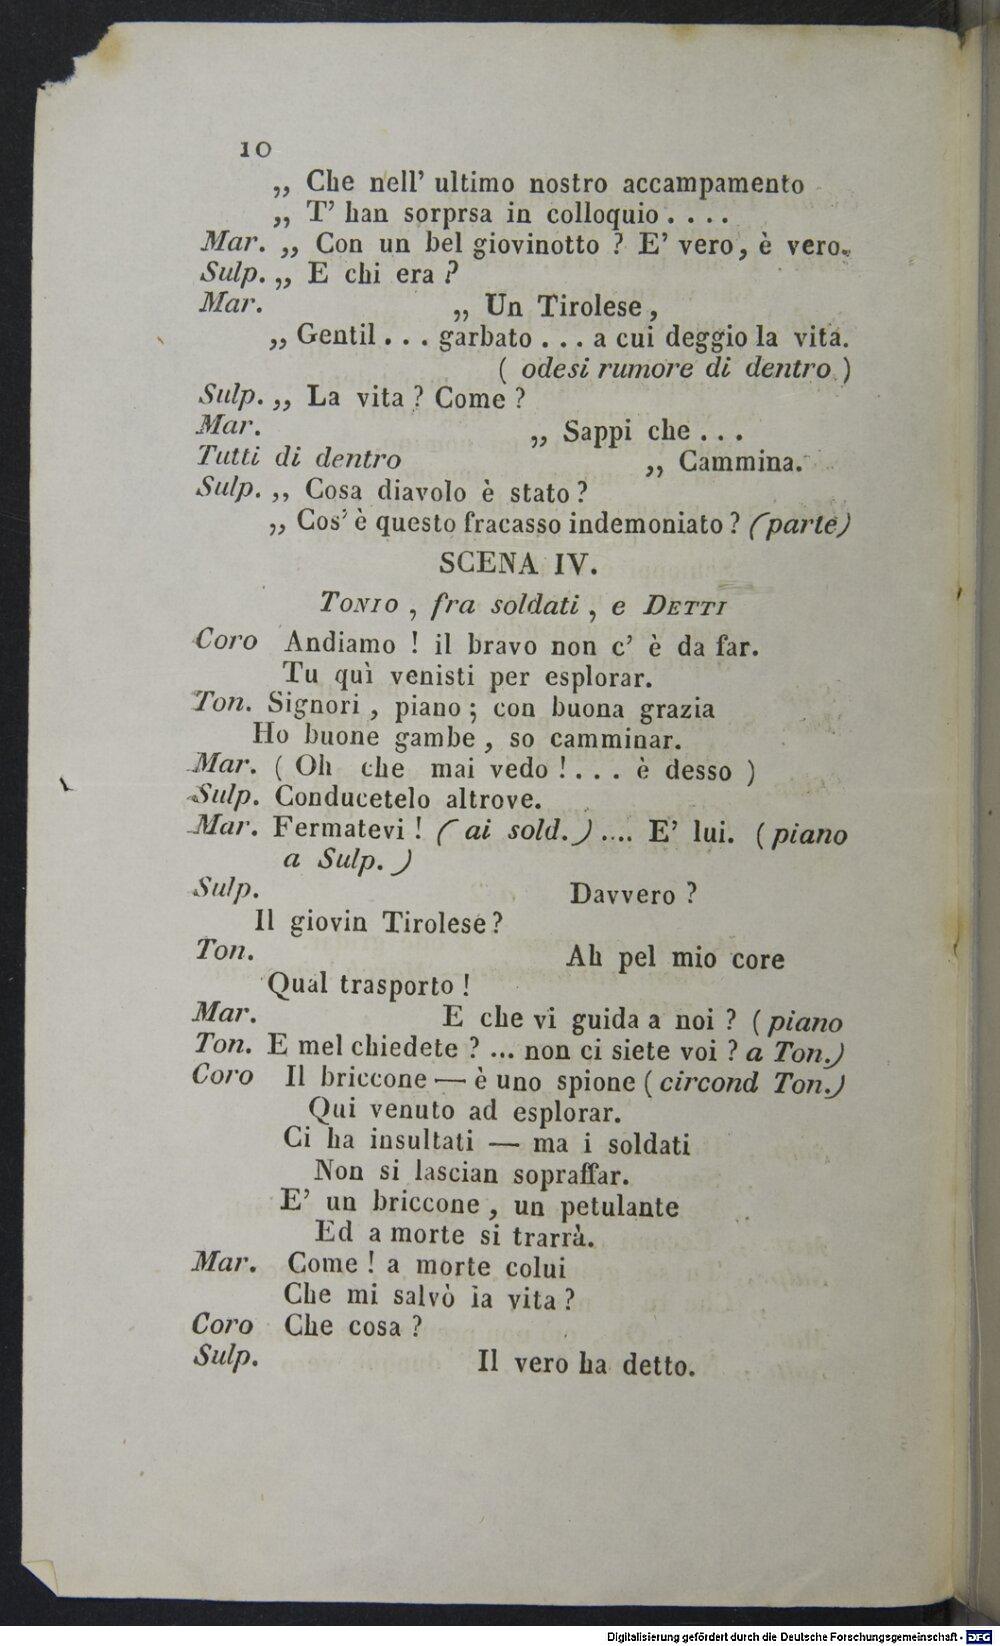 10
„ Che nell' ultimo nostro accampamento
„ T' han sorprsa in colloquio . . . .
Mar. „ Con un bel giovinotto ? E' vero, è vero.
Sulp. „ E chi era ?
Mar. „ Un Tirolese ,
„ Gentil . . . garbato . . . a cui deggio la vita.
( odesi rumore di dentro )
Sulp. „ La vita ? Come ?
Mar. „ Sappi che . . .
Tutti di dentro „ Cammina.
Sulp. „ Cosa diavolo è stato ?
„ Cos' è questo fracasso indemoniato ? (parte)
SCENA IV.
TONIO , fra soldati , e DETTI
Coro Andiamo ! il bravo non c' è da far.
Tu quì venisti per esplorar.
Ton. Signori , piano ; con buona grazia
Ho buone gambe , so camminar.
Mar. ( Oh che mai vedo ! . . . è desso )
Sulp. Conducetelo altrove.
Mar. Fermatevi ! ( ai sold. ) .... E' lui. ( piano
a Sulp. )
Sulp. Davvero ?
Il giovin Tirolese ?
Ton. Ah pel mio core
Qual trasporto !
Mar. E che vi guida a noi ? ( piano
Ton. E mel chiedete ? ... non ci siete voi ? a Ton.)
Coro Il briccone — è uno spione ( circond Ton.)
Qui venuto ad esplorar.
Ci ha insultati — ma i soldati
Non si lascian sopraffar.
E' un briccone , un petulante
Ed a morte si trarrà.
Mar. Come ! a morte colui
Che mi salvò ia vita ?
Coro Che cosa ?
Sulp. Il vero ha detto.
Digitalisierung gefördert durch die Deutsche Forschungsgemeinschaft - DFG